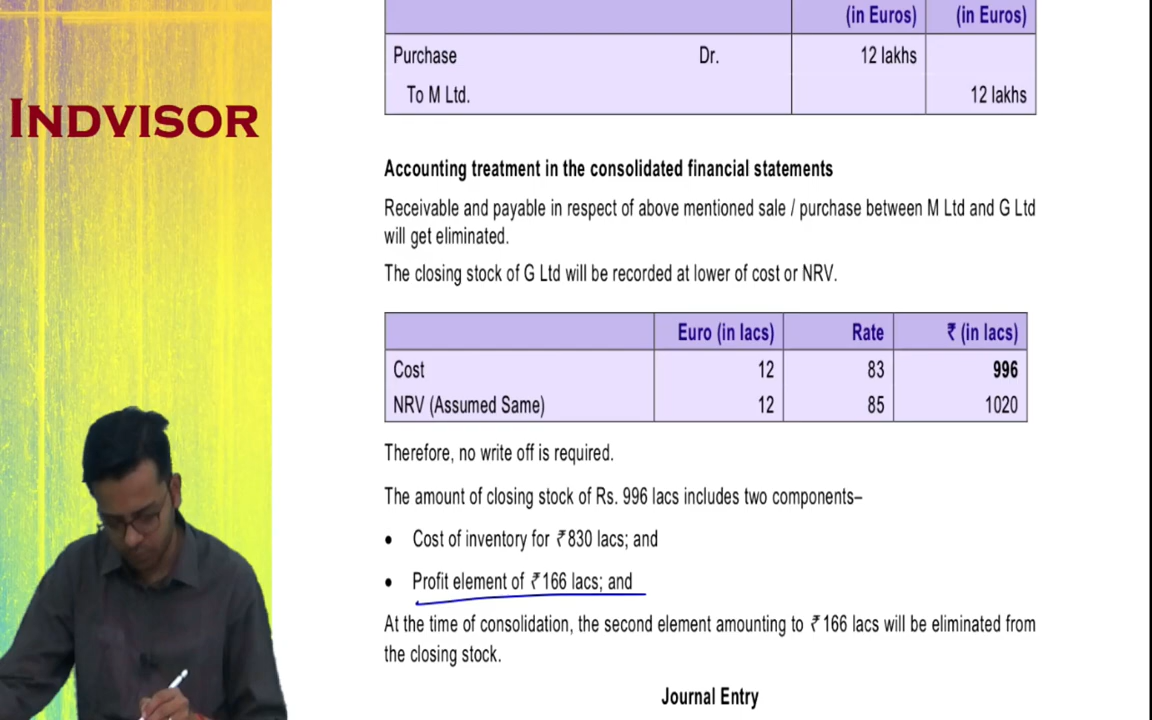 INDVISOR
(in Euros) (in Euros)
Purchase Dr. 12 lakhs
To M Ltd. 12 lakhs
Accounting treatment in the consolidated financial statements
Receivable and payable in respect of above mentioned sale / purchase between M Ltd and G Ltd
will get eliminated.
The closing stock of G Ltd will be recorded at lower of cost or NRV.
Euro (in lacs) Rate ₹ (in lacs)
Cost 12 83 996
NRV (Assumed Same) 12 85 1020
Therefore, no write off is required.
The amount of closing stock of Rs. 996 lacs includes two components–
• Cost of inventory for ₹830 lacs; and
• Profit element of ₹166 lacs; and
At the time of consolidation, the second element amounting to ₹166 lacs will be eliminated from
the closing stock.
Journal Entry